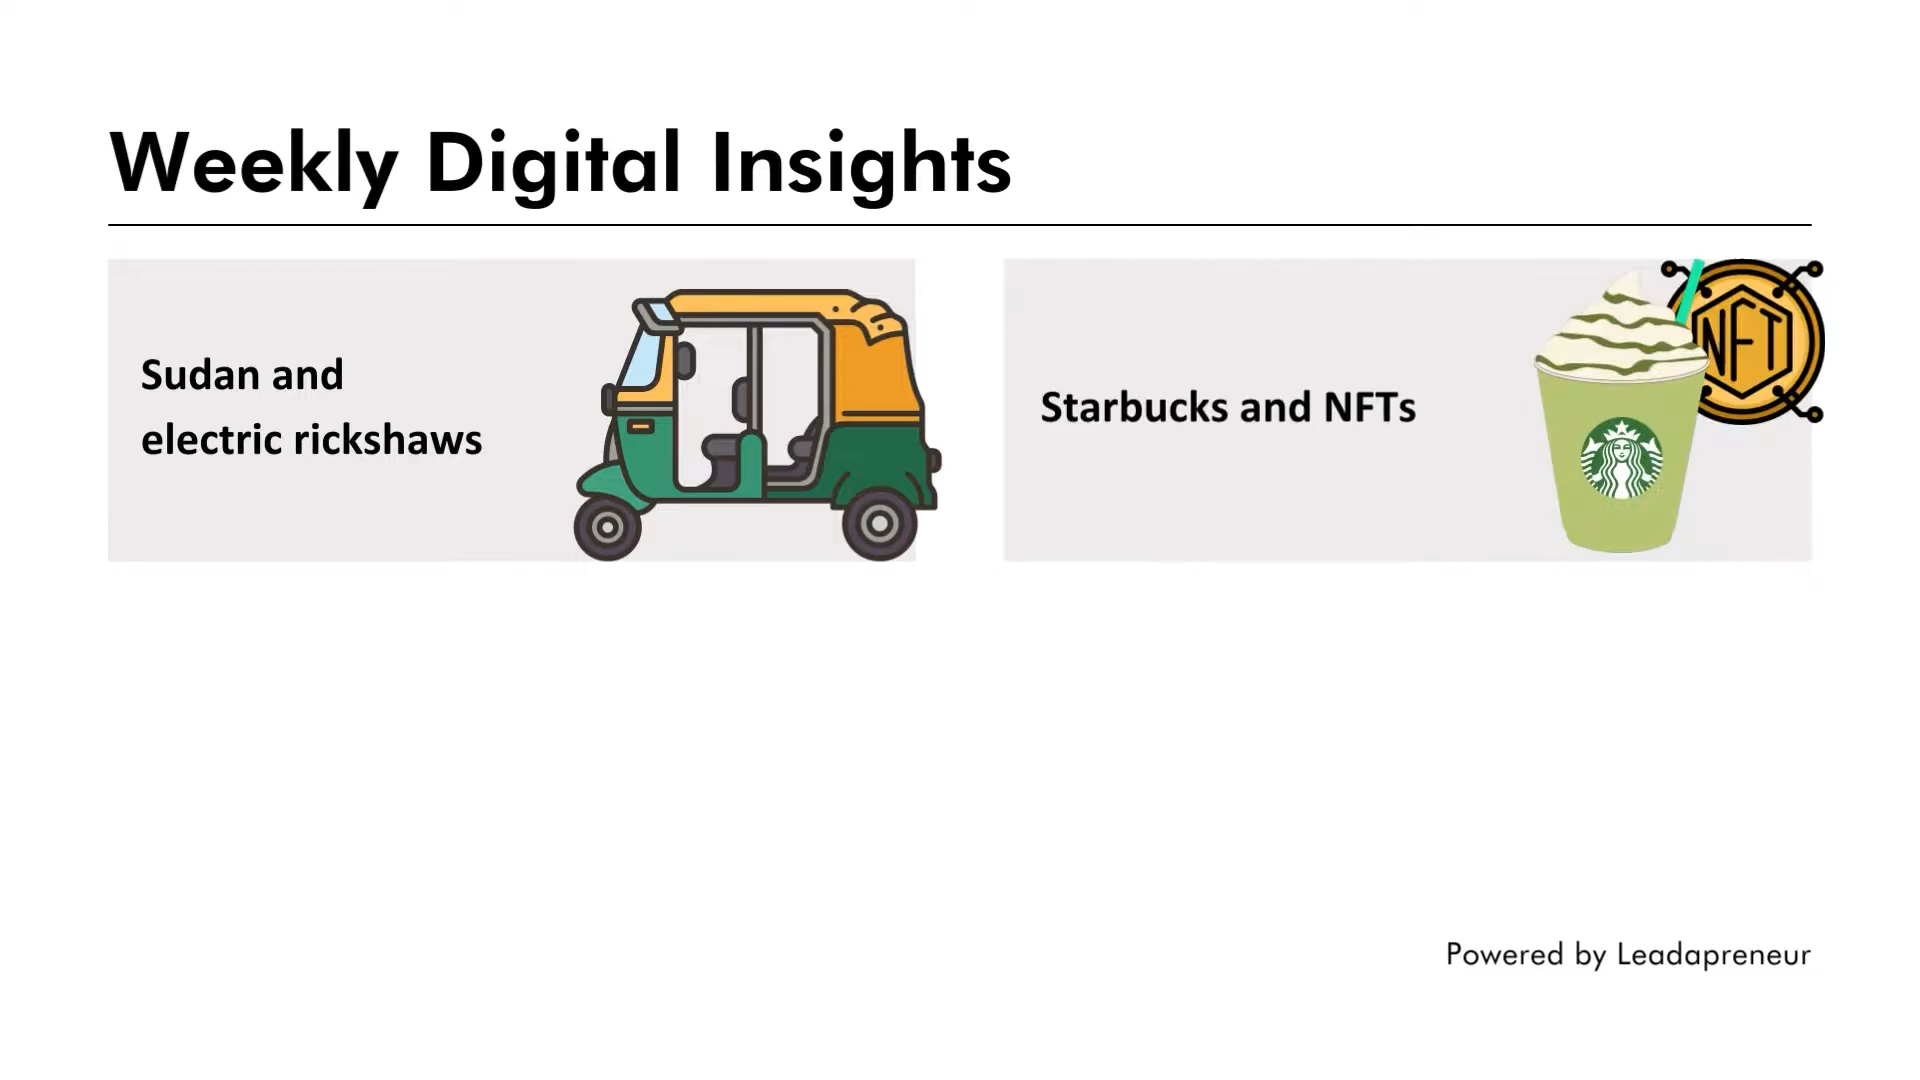 Weekly Digital Insights
Sudan and
electric rickshaws
Starbucks and NFTs
NFT
Powered by Leadapreneur